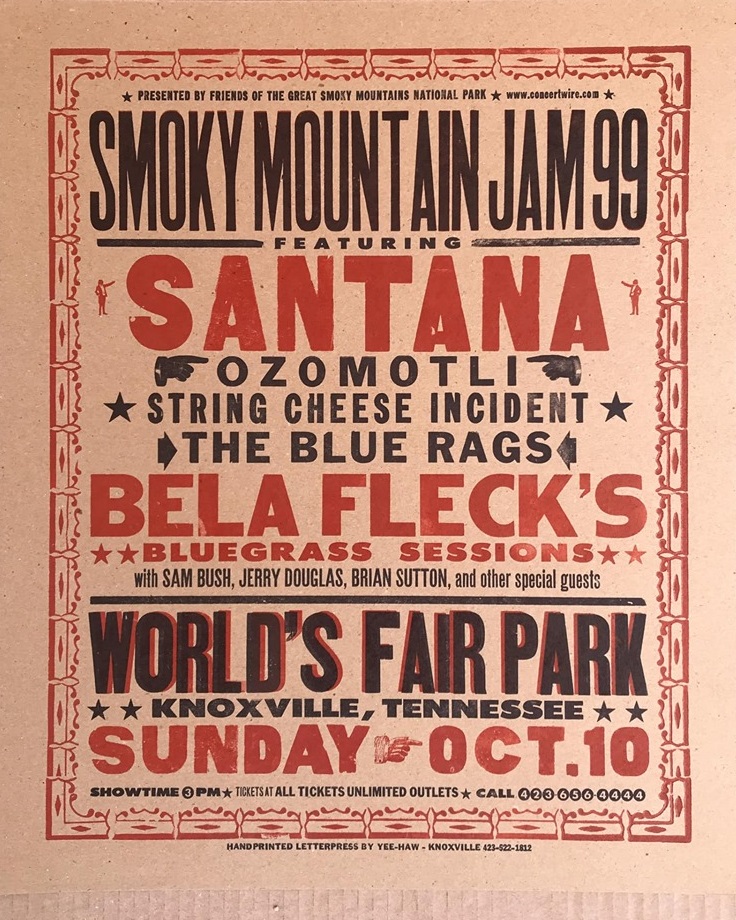 ★ PRESENTED BY FRIENDS OF THE GREAT SMOKY MOUNTAINS NATIONAL PARK ★ www.concertwire.com ★
SMOKY MOUNTAIN JAM 99
FEATURING
SANTANA
OZOMOTLI
★ STRING CHEESE INCIDENT ★
THE BLUE RAGS
BELA FLECK'S
★★BLUEGRASS SESSIONS★★
with SAM BUSH, JERRY DOUGLAS, BRIAN SUTTON, and other special guests
WORLD'S FAIR PARK
★ ★ KNOXVILLE, TENNESSEE ★ ★
SUNDAY OCT.10
SHOWTIME 3 PM★ TICKETS AT ALL TICKETS UNLIMITED OUTLETS★ CALL 423-656-4444
HANDPRINTED LETTERPRESS BY YEE-HAW - KNOXVILLE 423-522-1812